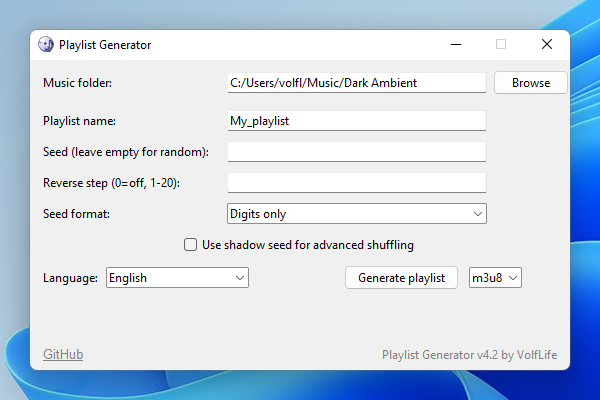 Playlist Generator
Music folder: C:/Users/volfl/Music/Dark Ambient Browse
Playlist name: My_playlist
Seed (leave empty for random):
Reverse step (0=off, 1-20):
Seed format: Digits only
Use shadow seed for advanced shuffling
Language: English Generate playlist m3u8
GitHub Playlist Generator v4.2 by VolfLife